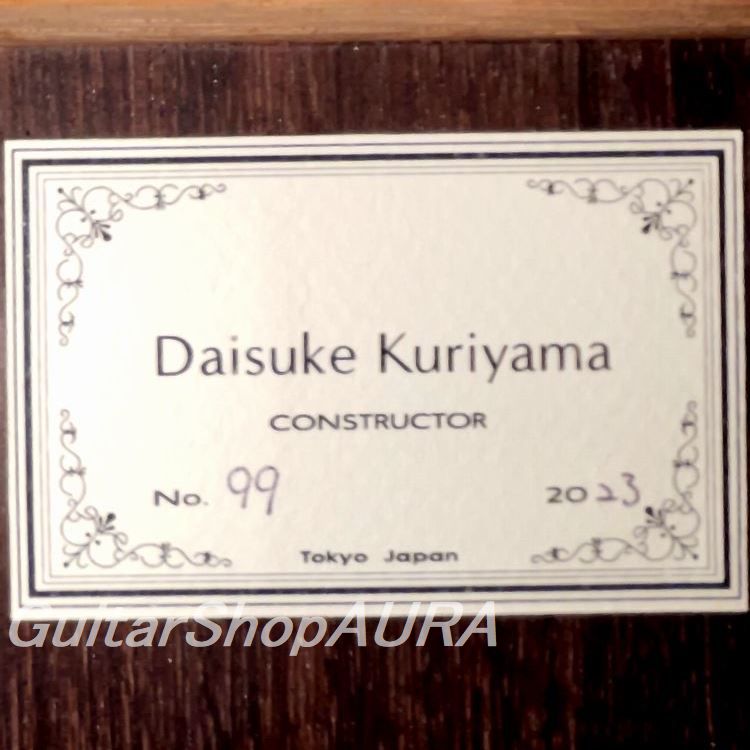 Daisuke Kuriyama
CONSTRUCTOR
No. 99 2023
Tokyo Japan
GuitarShopAURA